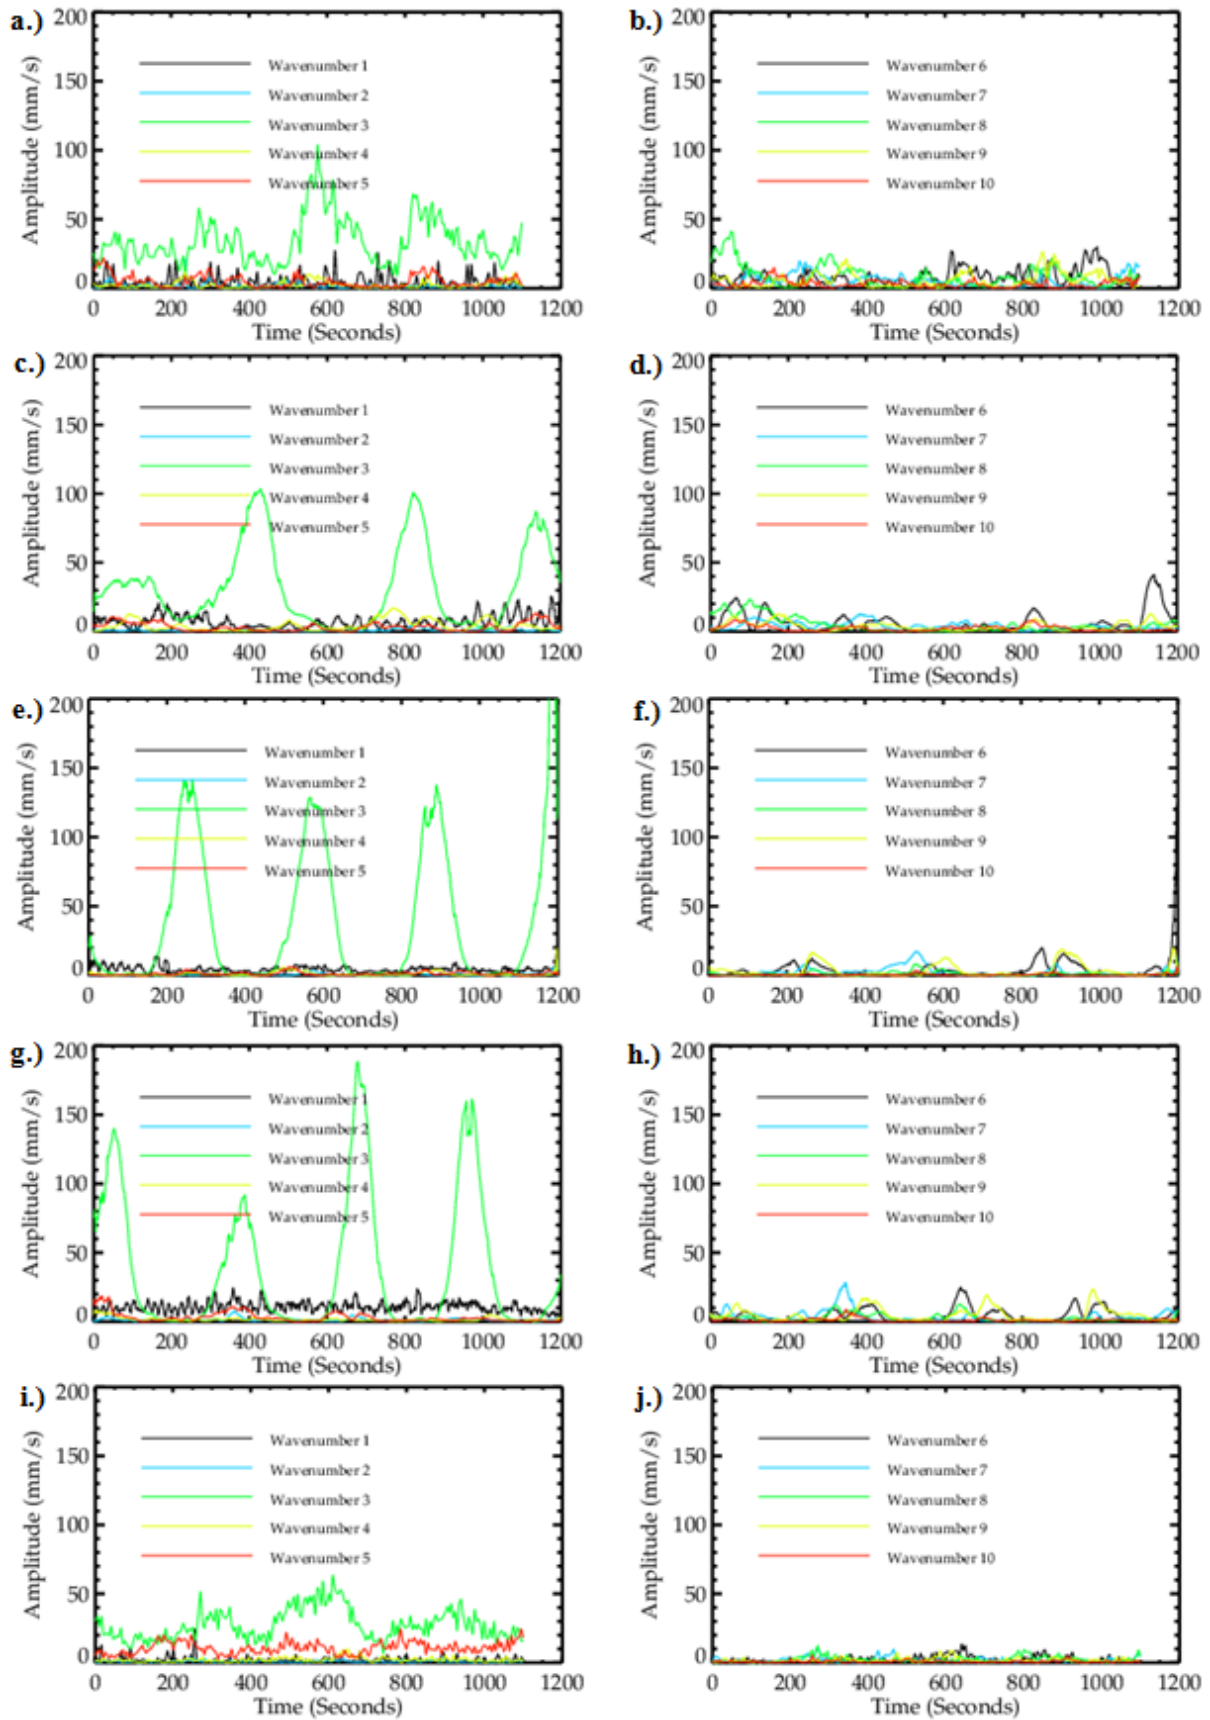 a.)
200
150
100
50
0
Amplitude (mm/s)
Wavenumber 1
Wavenumber 2
Wavenumber 3
Wavenumber 4
Wavenumber 5
0 200 400 600 800 1000 1200
Time (Seconds)
b.)
200
150
100
50
0
Amplitude (mm/s)
Wavenumber 6
Wavenumber 7
Wavenumber 8
Wavenumber 9
Wavenumber 10
0 200 400 600 800 1000 1200
Time (Seconds)
c.)
200
150
100
50
0
Amplitude (mm/s)
Wavenumber 1
Wavenumber 2
Wavenumber 3
Wavenumber 4
Wavenumber 5
0 200 400 600 800 1000 1200
Time (Seconds)
d.)
200
150
100
50
0
Amplitude (mm/s)
Wavenumber 6
Wavenumber 7
Wavenumber 8
Wavenumber 9
Wavenumber 10
0 200 400 600 800 1000 1200
Time (Seconds)
e.)
200
150
100
50
0
Amplitude (mm/s)
Wavenumber 1
Wavenumber 2
Wavenumber 3
Wavenumber 4
Wavenumber 5
0 200 400 600 800 1000 1200
Time (Seconds)
f.)
200
150
100
50
0
Amplitude (mm/s)
Wavenumber 6
Wavenumber 7
Wavenumber 8
Wavenumber 9
Wavenumber 10
0 200 400 600 800 1000 1200
Time (Seconds)
g.)
200
150
100
50
0
Amplitude (mm/s)
Wavenumber 1
Wavenumber 2
Wavenumber 3
Wavenumber 4
Wavenumber 5
0 200 400 600 800 1000 1200
Time (Seconds)
h.)
200
150
100
50
0
Amplitude (mm/s)
Wavenumber 6
Wavenumber 7
Wavenumber 8
Wavenumber 9
Wavenumber 10
0 200 400 600 800 1000 1200
Time (Seconds)
i.)
200
150
100
50
0
Amplitude (mm/s)
Wavenumber 1
Wavenumber 2
Wavenumber 3
Wavenumber 4
Wavenumber 5
0 200 400 600 800 1000 1200
Time (Seconds)
j.)
200
150
100
50
0
Amplitude (mm/s)
Wavenumber 6
Wavenumber 7
Wavenumber 8
Wavenumber 9
Wavenumber 10
0 200 400 600 800 1000 1200
Time (Seconds)